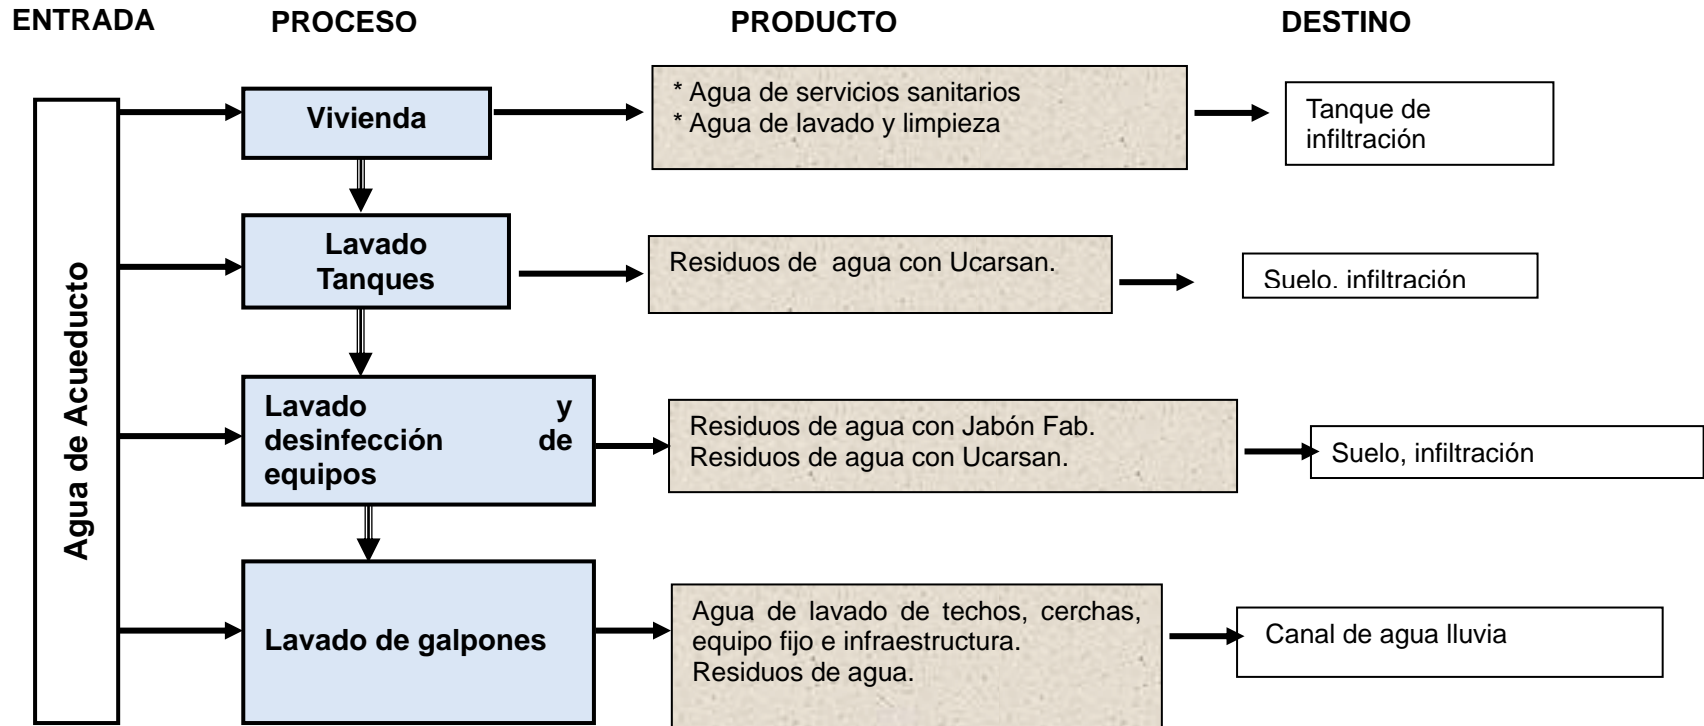 ENTRADA PROCESO PRODUCTO DESTINO
Agua de Acueducto
Vivienda
* Agua de servicios sanitarios
* Agua de lavado y limpieza
Tanque de
infiltración
Lavado
Tanques
Residuos de agua con Ucarsan.
Suelo, infiltración
Lavado y
desinfección de
equipos
Residuos de agua con Jabón Fab.
Residuos de agua con Ucarsan.
Suelo, infiltración
Lavado de galpones
Agua de lavado de techos, cerchas,
equipo fijo e infraestructura.
Residuos de agua.
Canal de agua lluvia